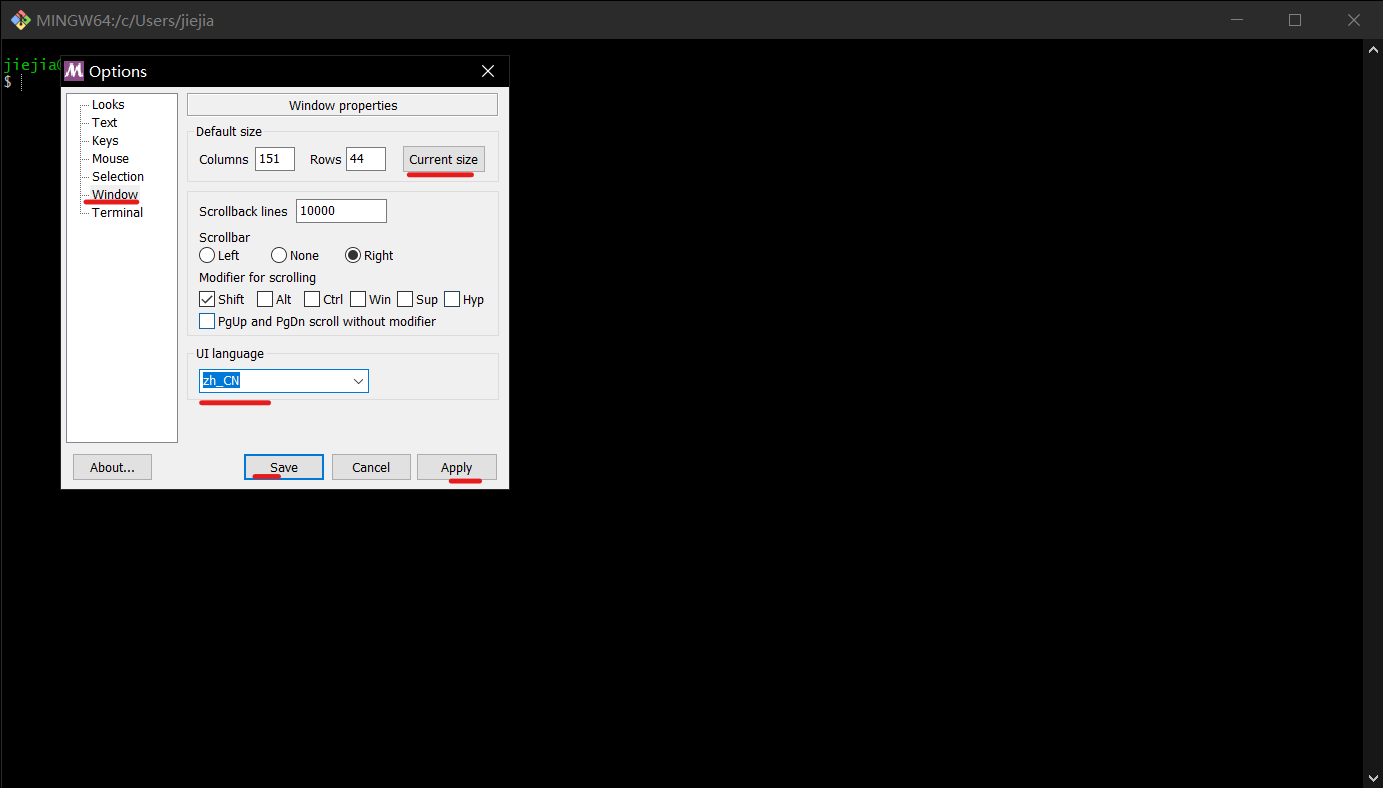 MINGW64:/c/Users/jiejia
jiejia@
$
Options
Looks
Text
Keys
Mouse
Selection
Window
Terminal
Window properties
Default size
Columns 151 Rows 44 Current size
Scrollback lines 10000
Scrollbar
Left None Right
Modifier for scrolling
Shift Alt Ctrl Win Sup Hyp
PgUp and PgDn scroll without modifier
UI language
zh_CN
About... Save Cancel Apply